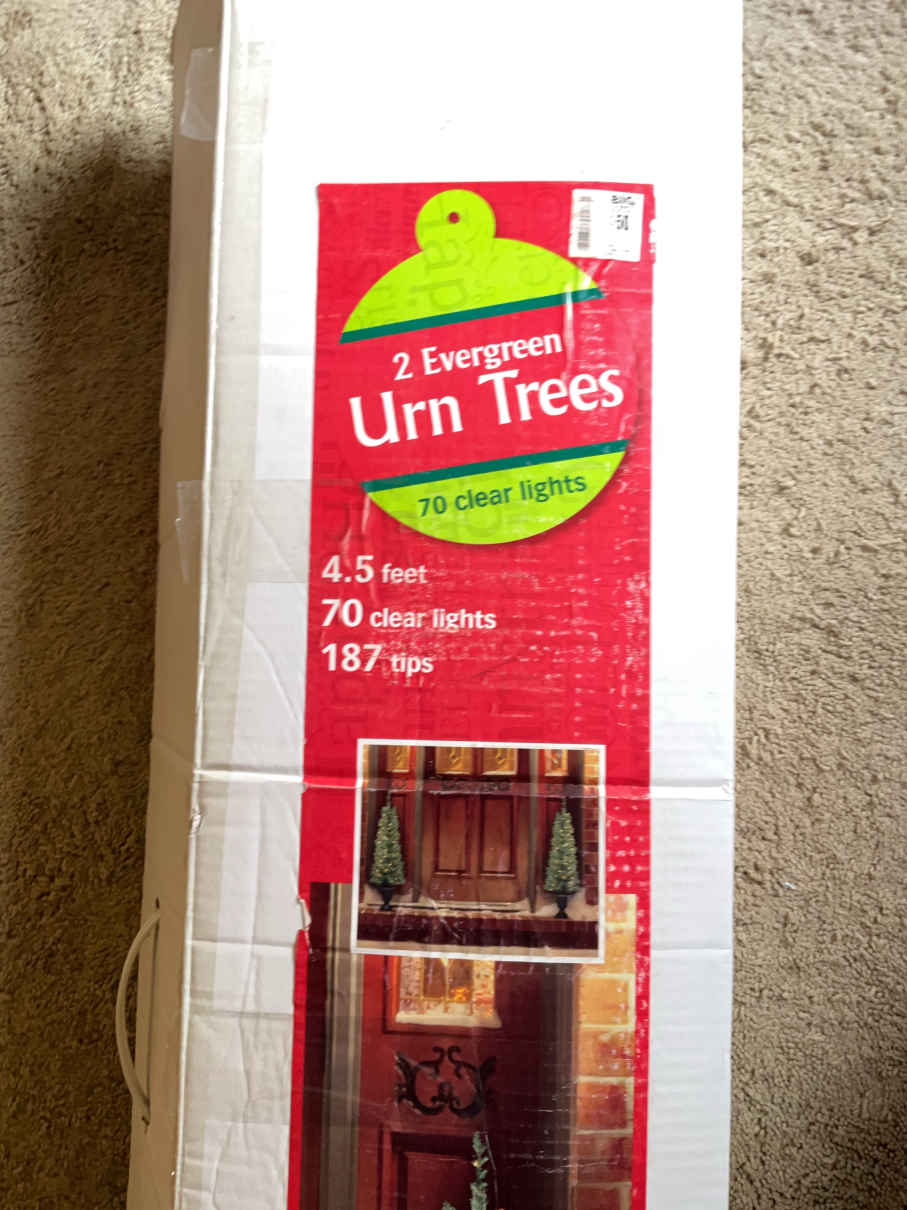 2 Evergreen
Urn Trees
70 clear lights
4.5 feet
70 clear lights
187 tips